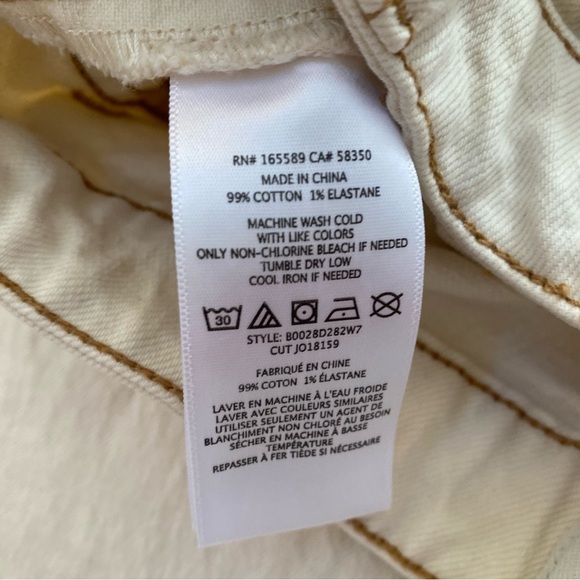 RN# 165589 CA# 58350
MADE IN CHINA
99% COTTON 1% ELASTANE
MACHINE WASH COLD
WITH LIKE COLORS
ONLY NON-CHLORINE BLEACH IF NEEDED
TUMBLE DRY LOW
COOL IRON IF NEEDED
30
STYLE: B0028D282W7
CUT JO18159
FABRIQUÉ EN CHINE
99% COTTON 1% ÉLASTANE
LAVER EN MACHINE À L'EAU FROIDE
LAVER AVEC COULEURS SIMILAIRES
UTILISER SEULEMENT UN AGENT DE
BLANCHIMENT NON CHLORÉ AU BESOIN
SÉCHER EN MACHINE À BASSE
TEMPÉRATURE
REPASSER À FER TIÈDE SI NÉCESSAIRE